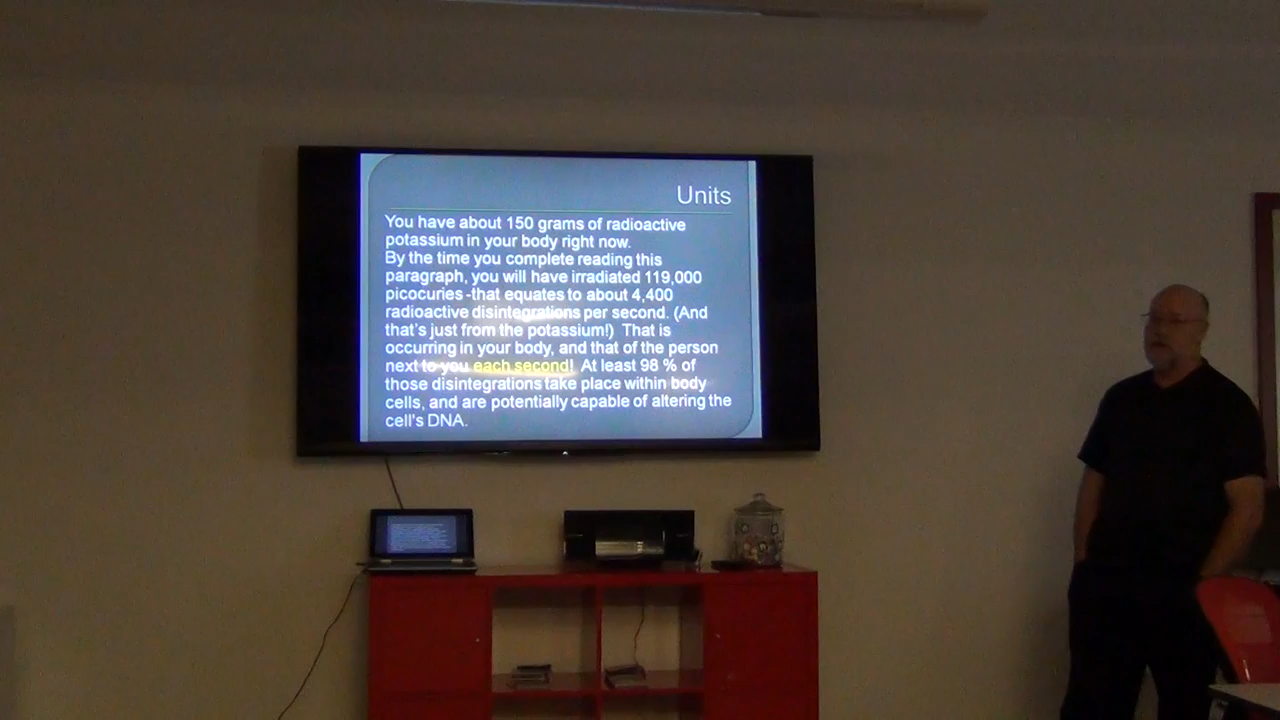 Units
You have about 150 grams of radioactive
potassium in your body right now.
By the time you complete reading this
paragraph, you will have irradiated 119,000
picocuries -that equates to about 4,400
radioactive disintegrations per second. (And
that's just from the potassium!)  That is
occurring in your body, and that of the person
next to you each second!  At least 98 % of
those disintegrations take place within body
cells, and are potentially capable of altering the
cell's DNA.